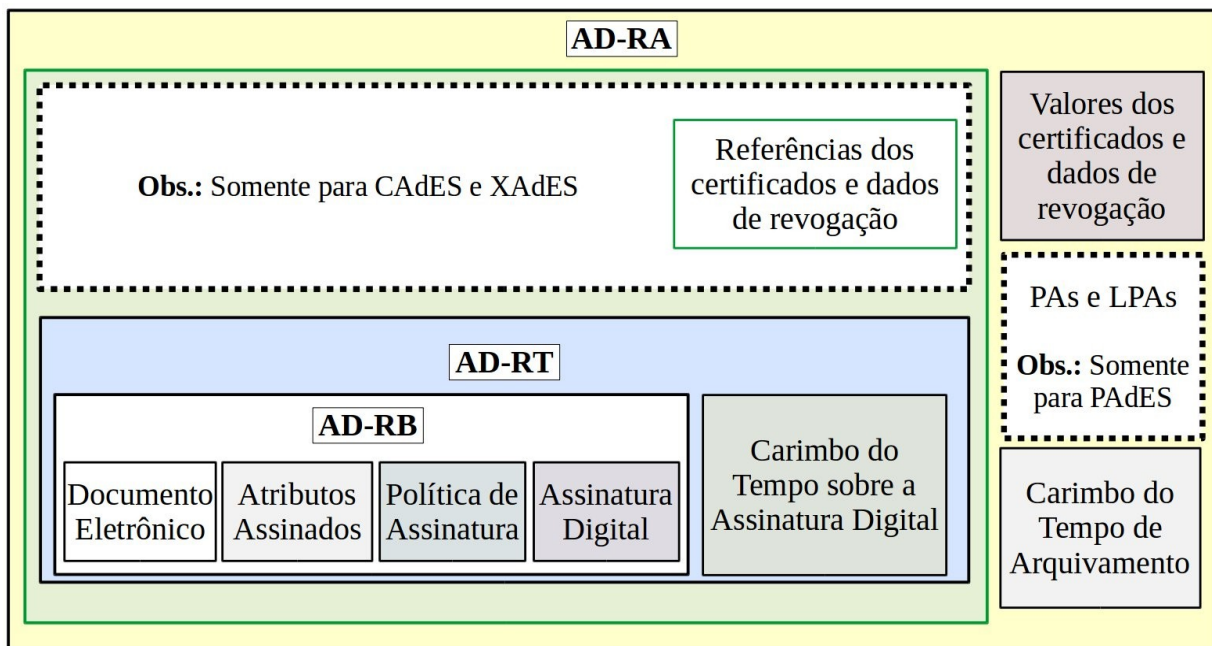 AD-RA
Obs.: Somente para CAdES e XAdES
Referências dos
certificados e dados
de revogação
Valores dos
certificados e
dados de
revogação
PAs e LPAs
Obs.: Somente
para PAdES
AD-RT
AD-RB
Documento
Eletrônico
Atributos
Assinados
Política de
Assinatura
Assinatura
Digital
Carimbo do
Tempo sobre a
Assinatura Digital
Carimbo do
Tempo de
Arquivamento